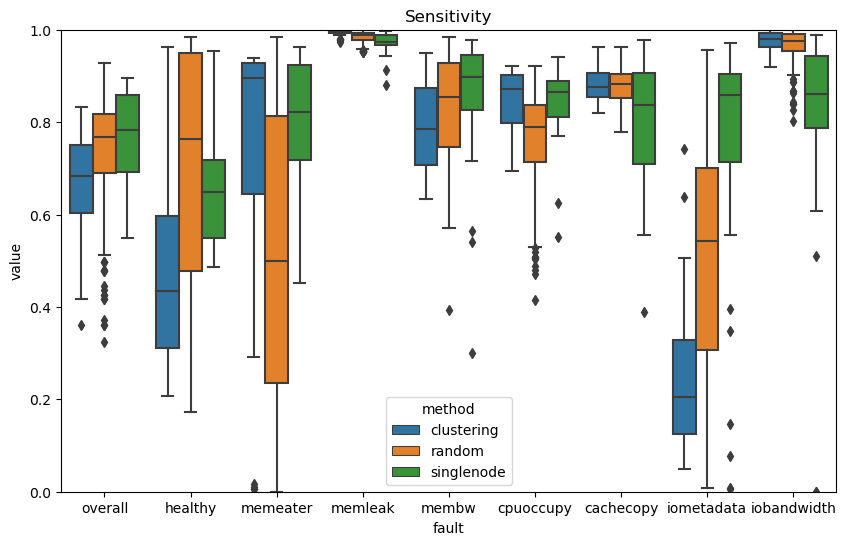 Sensitivity
1.0
0.8
0.6
0.4
0.2
0.0
value
method
clustering
random
singlenode
overall healthy memeater memleak membw cpuoccupy cachecopy iometadata iobandwidth
fault